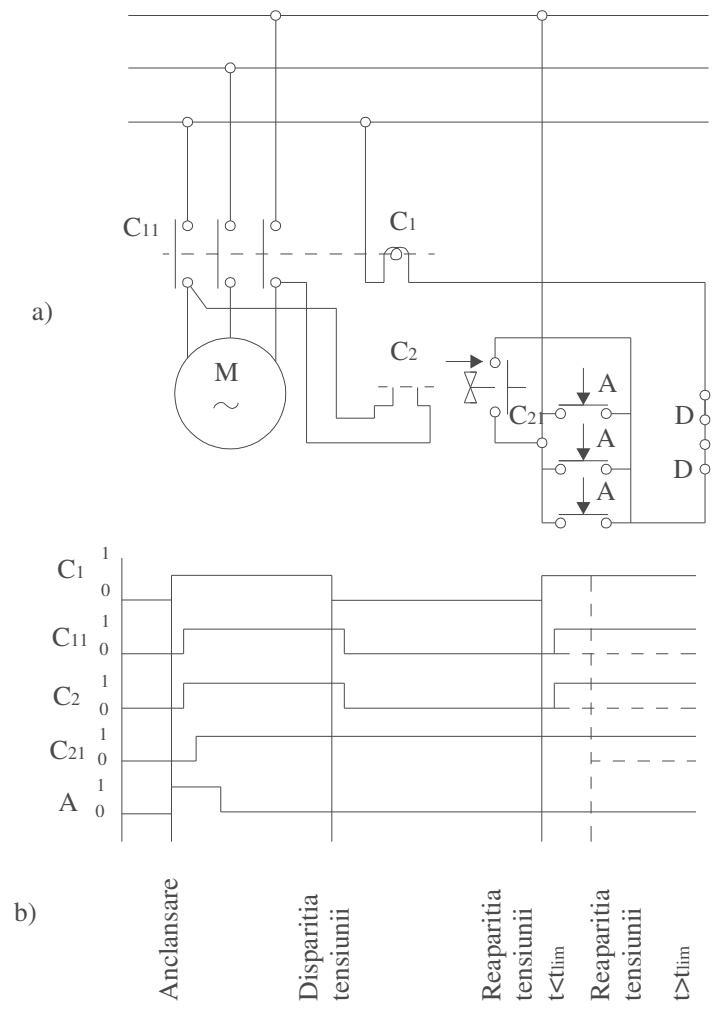 C11
C1
a)
M
C2
A
C21
D
A
D
A
C1 1
0
C11 1
0
C2 1
0
C21 1
0
A 1
0
b)
Anclansare
Disparitia
tensiunii
Reaparitia
tensiunii
t<tlim
Reaparitia
tensiunii
t>tlim